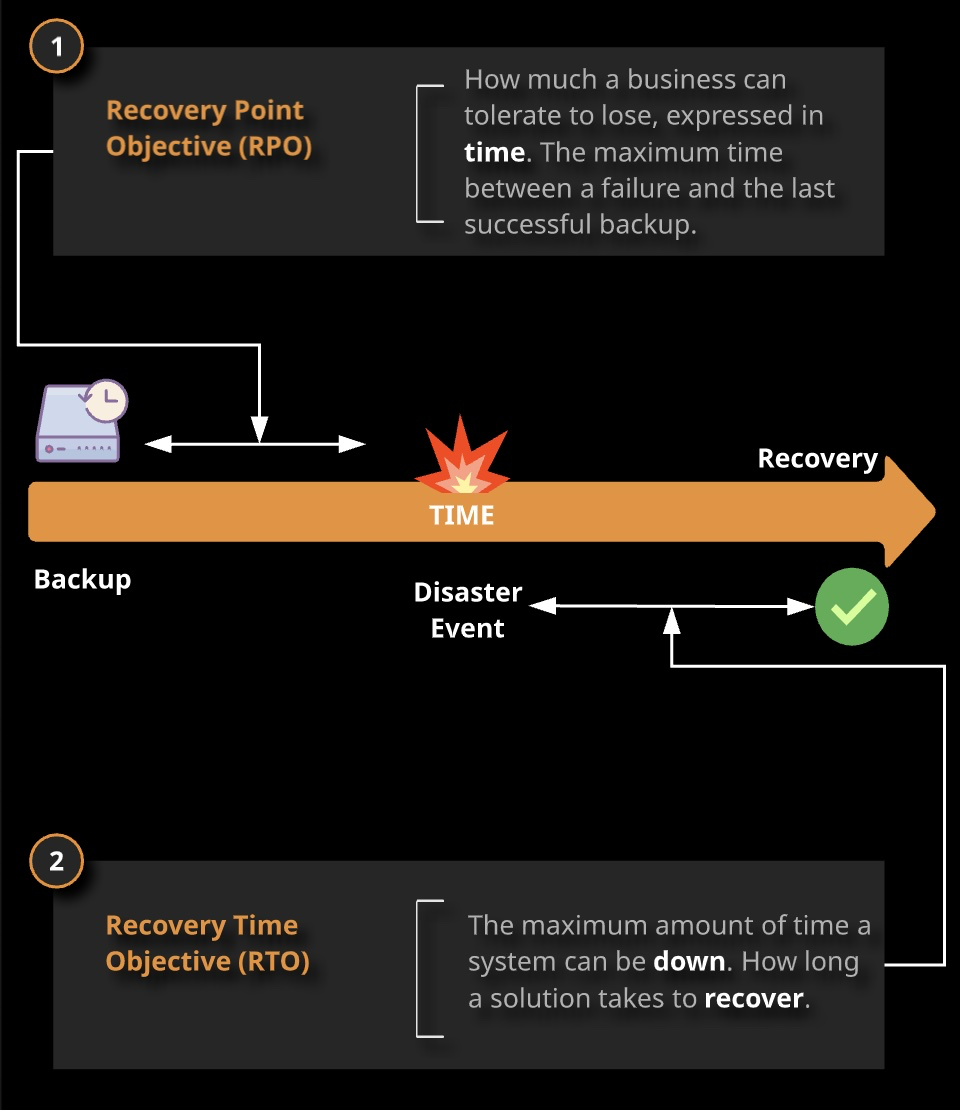 1
Recovery Point
Objective (RPO)
How much a business can
tolerate to lose, expressed in
time. The maximum time
between a failure and the last
successful backup.
Recovery
TIME
Backup
Disaster
Event
2
Recovery Time
Objective (RTO)
The maximum amount of time a
system can be down. How long
a solution takes to recover.